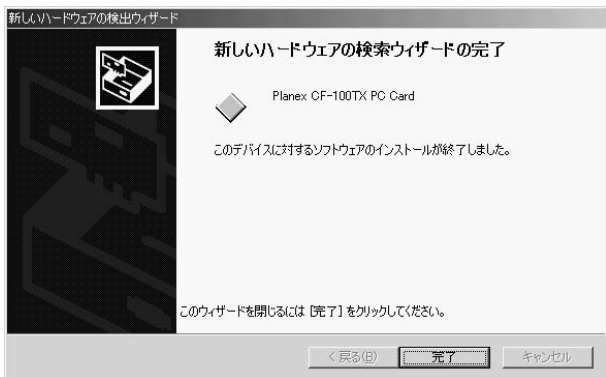 新しいハードウェアの検出ウィザード
新しいハードウェアの検索ウィザードの完了
Planex CF-100TX PC Card
このデバイスに対するソフトウェアのインストールが終了しました。
このウィザードを閉じるには [完了] をクリックしてください。
< 戻る(B)
完了
キャンセル